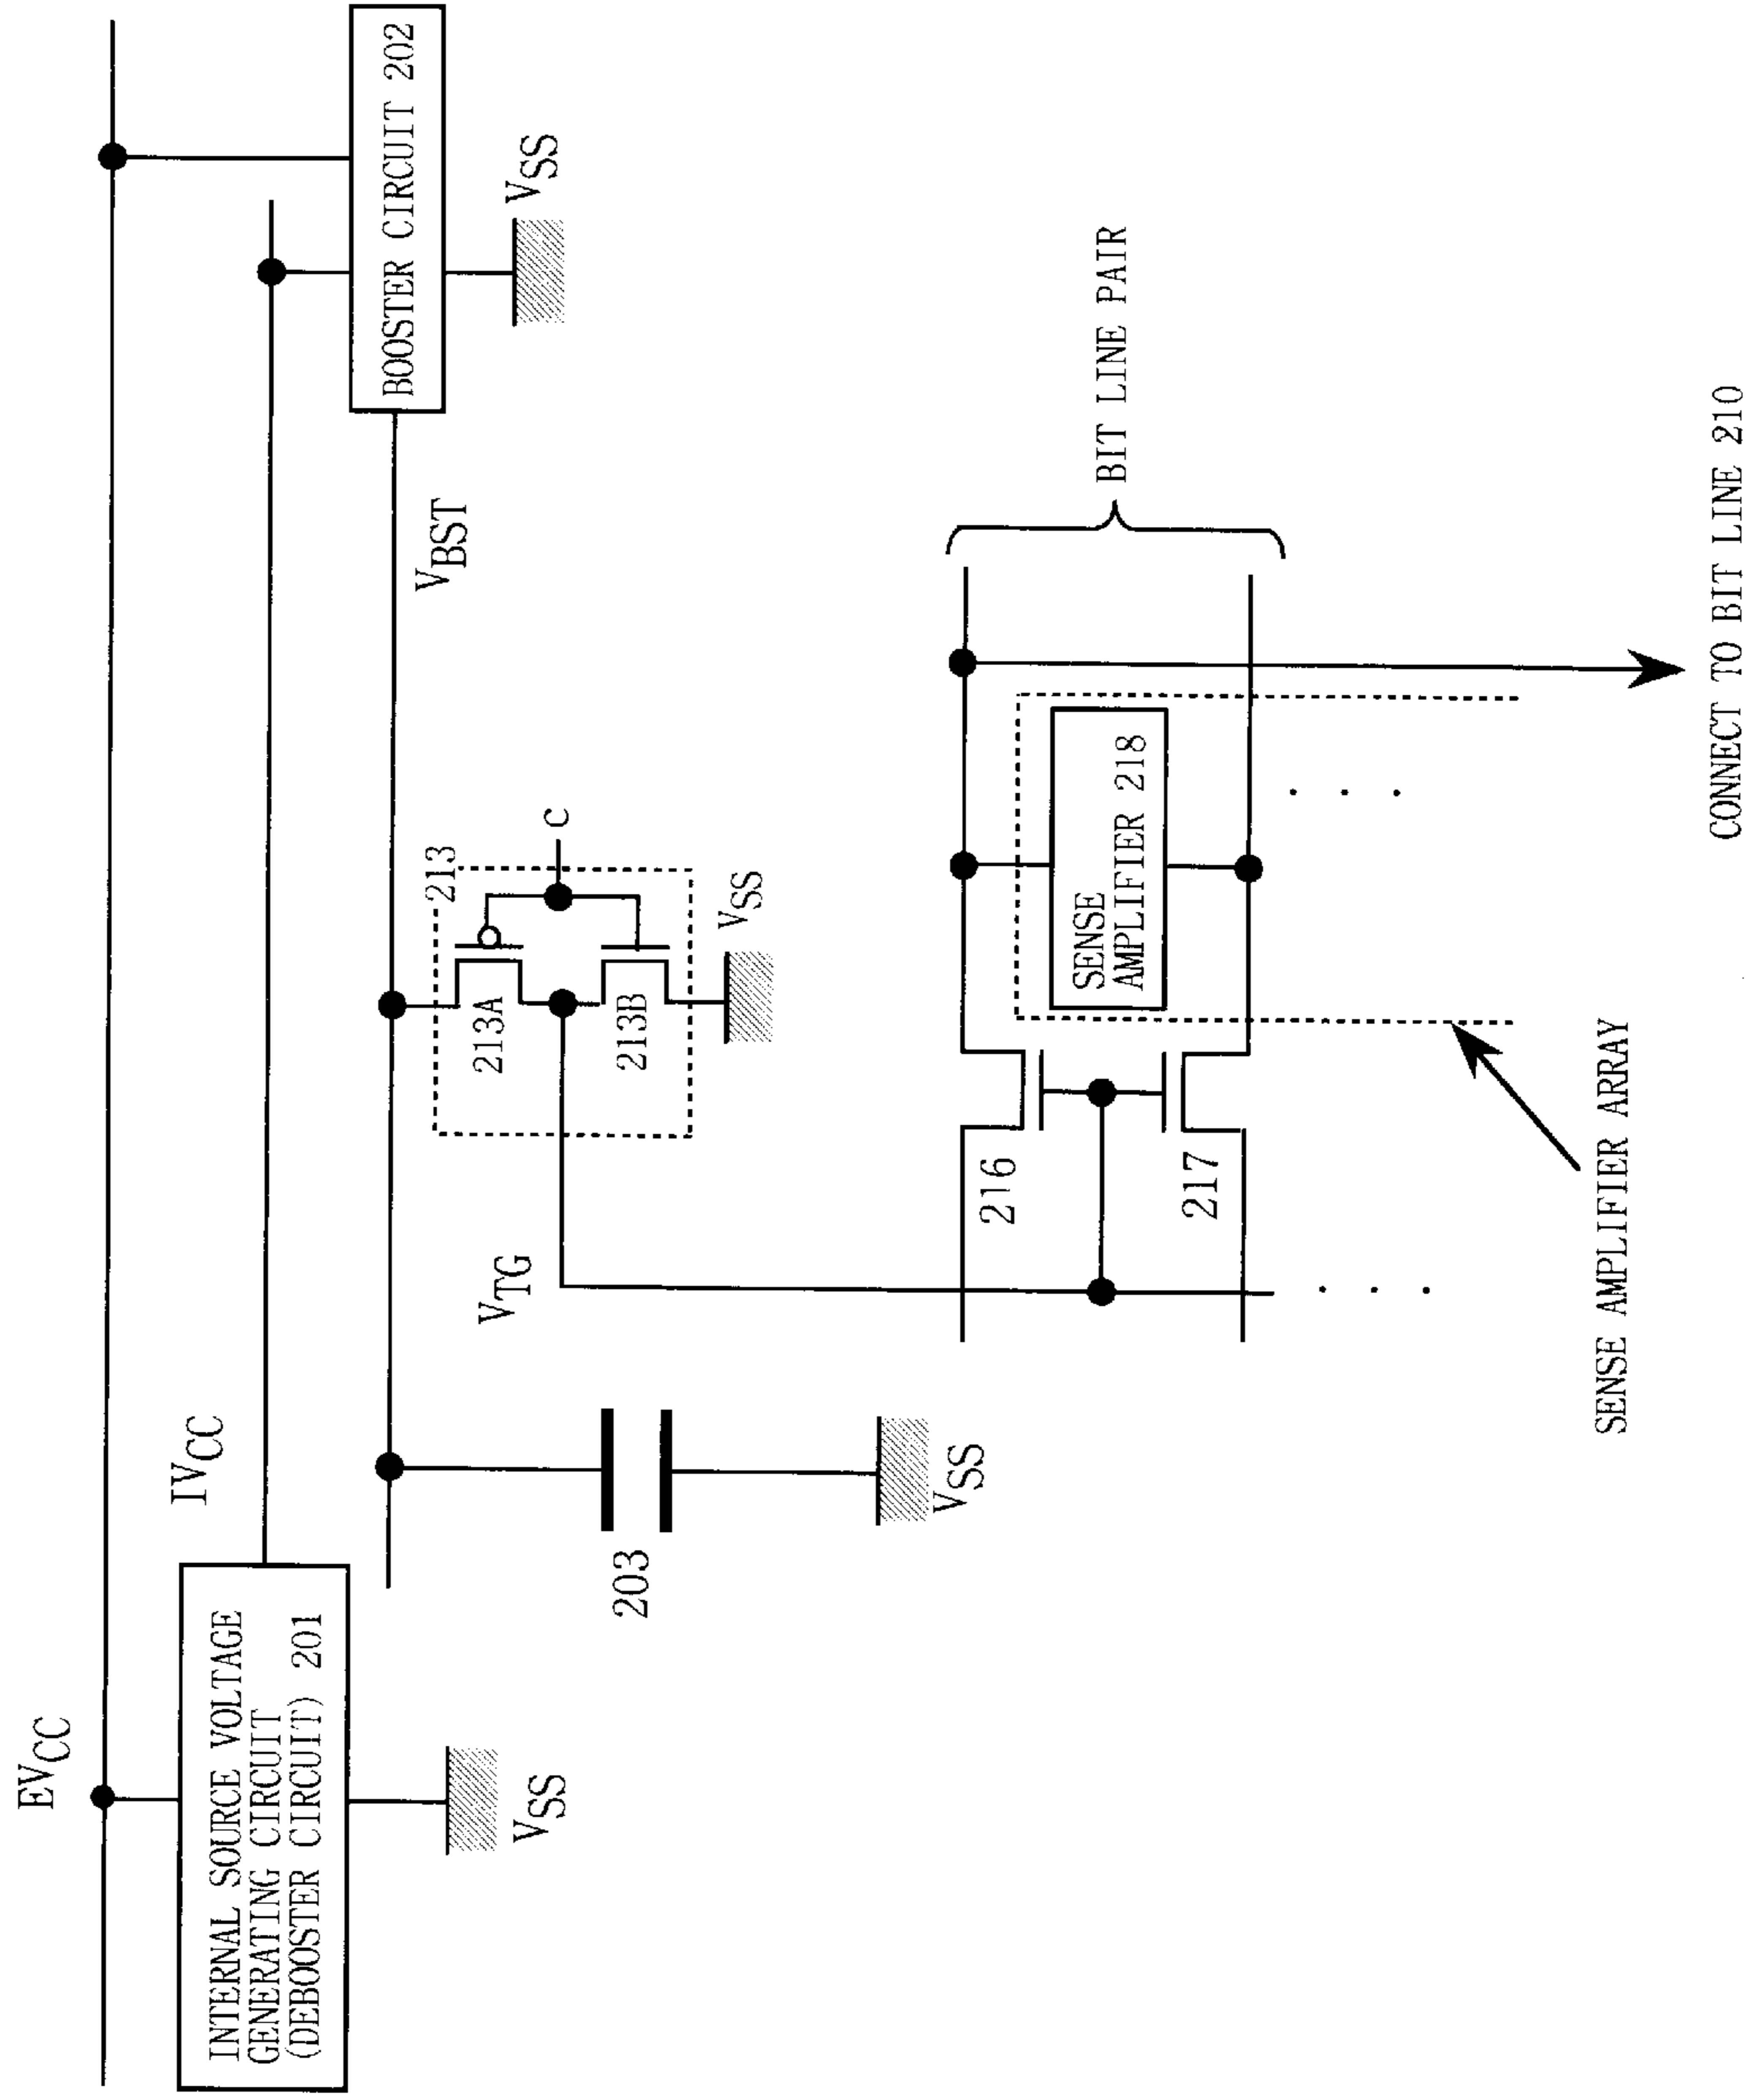 EVCC
IVCC
INTERNAL SOURCE VOLTAGE
GENERATING CIRCUIT
(DEBOOSTER CIRCUIT) 201
VSS
BOOSTER CIRCUIT 202
VSS
VBST
203
VSS
213
213A
213B
C
VSS
VTG
216
217
SENSE
AMPLIFIER 218
BIT LINE PAIR
SENSE AMPLIFIER ARRAY
CONNECT TO BIT LINE 210